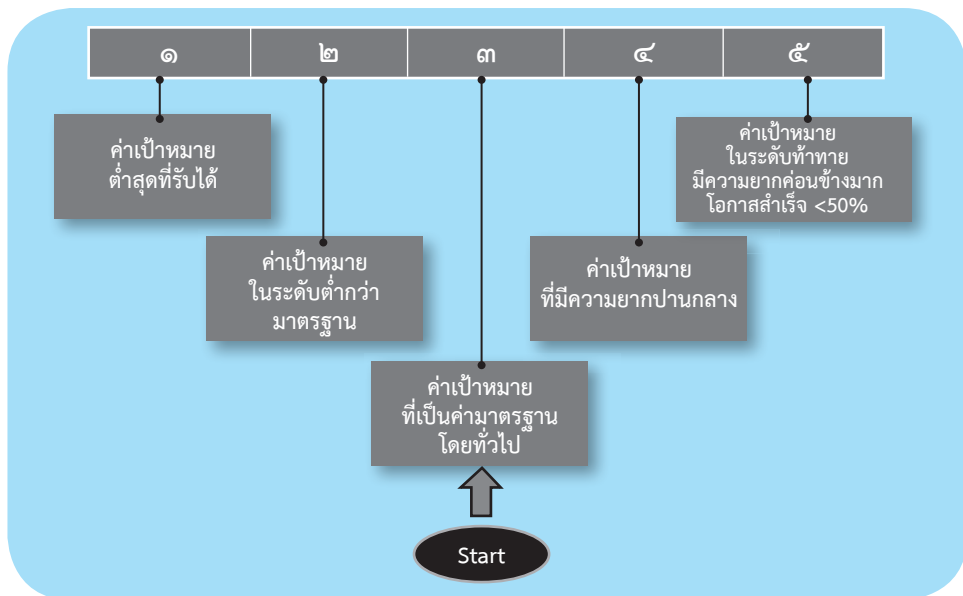 ๑ ๒ ๓ ๔ ๕
ค่าเป้าหมาย
ต่ำสุดที่รับได้
ค่าเป้าหมาย
ในระดับต่ำกว่า
มาตรฐาน
ค่าเป้าหมาย
ที่เป็นค่ามาตรฐาน
โดยทั่วไป
ค่าเป้าหมาย
ที่มีความยากปานกลาง
ค่าเป้าหมาย
ในระดับท้าทาย
มีความยากค่อนข้างมาก
โอกาสสำเร็จ <50%
Start